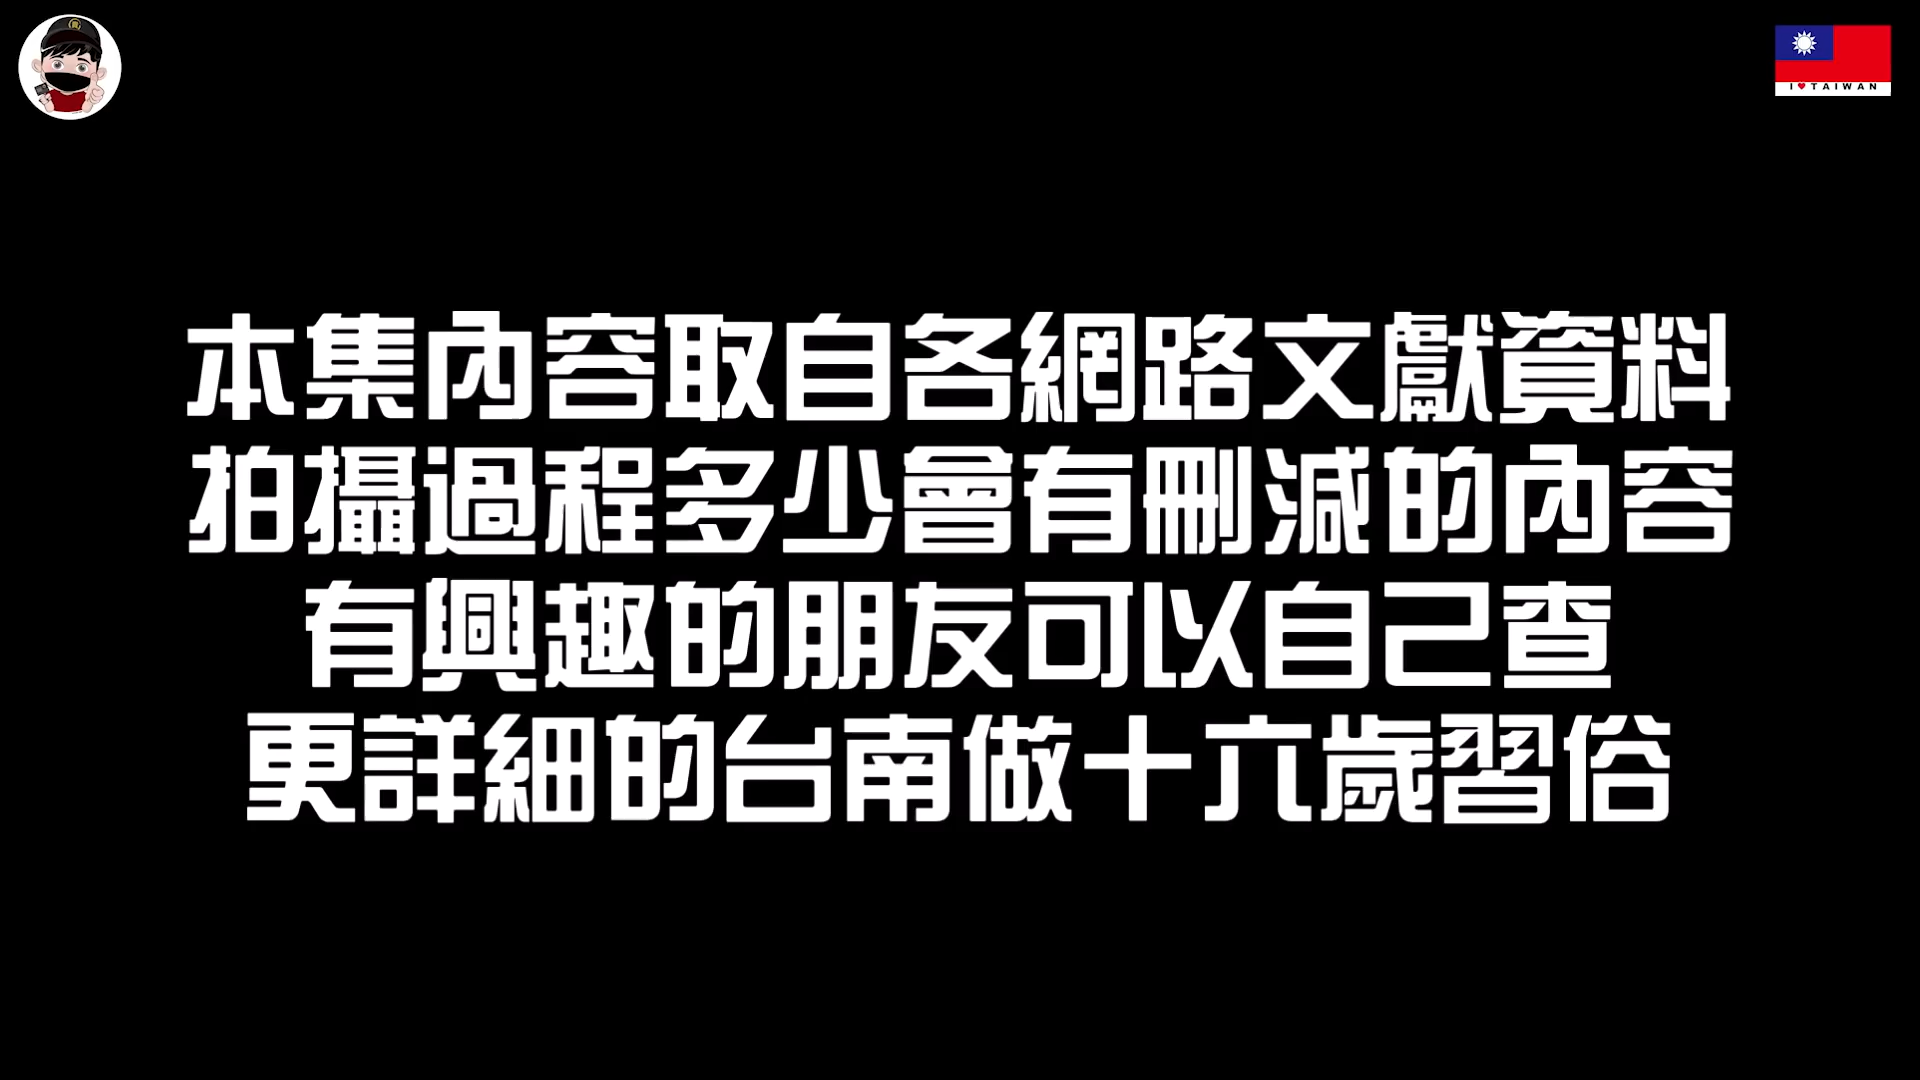 I ♥ TAIWAN
本集內容取自各網路文獻資料
拍攝過程多少會有刪減的內容
有興趣的朋友可以自己查
更詳細的台南做十六歲習俗